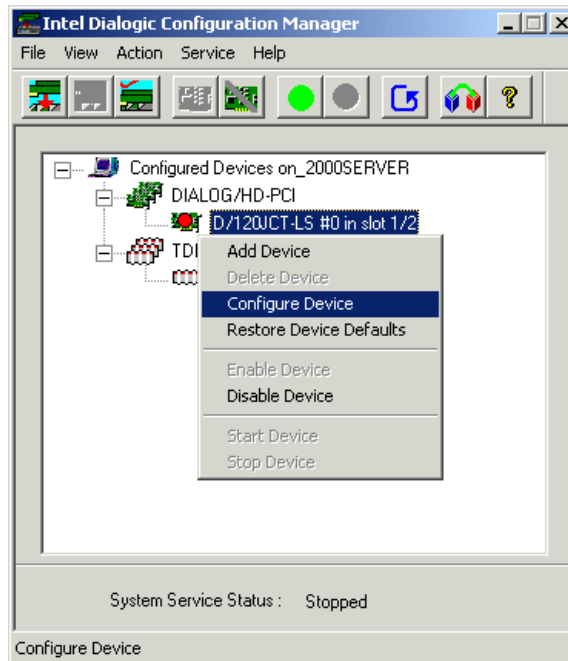 Intel Dialogic Configuration Manager
File View Action Service Help
Configured Devices on_2000SERVER
DIALOG/HD-PCI
D/120JCT-LS #0 in slot 1/2
Add Device
Delete Device
Configure Device
Restore Device Defaults
Enable Device
Disable Device
Start Device
Stop Device
System Service Status : Stopped
Configure Device